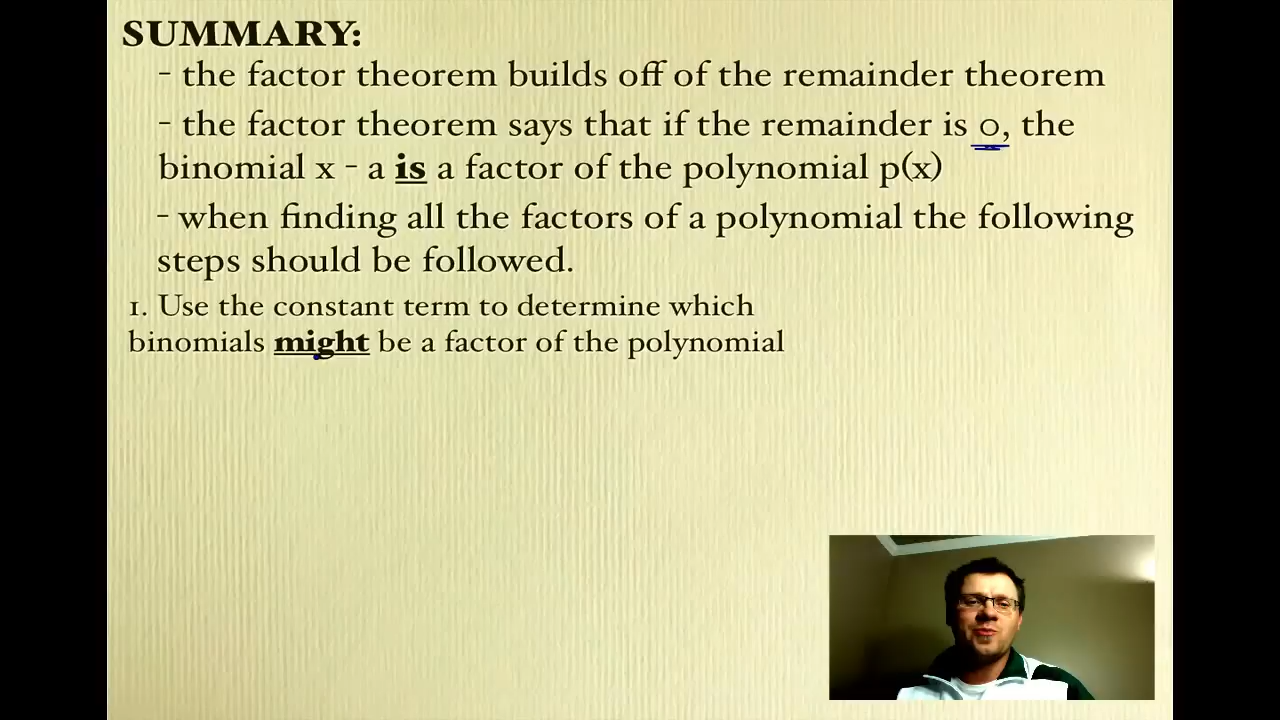 SUMMARY:
- the factor theorem builds off of the remainder theorem
- the factor theorem says that if the remainder is 0, the
binomial x - a is a factor of the polynomial p(x)
- when finding all the factors of a polynomial the following
steps should be followed.
1. Use the constant term to determine which
binomials might be a factor of the polynomial